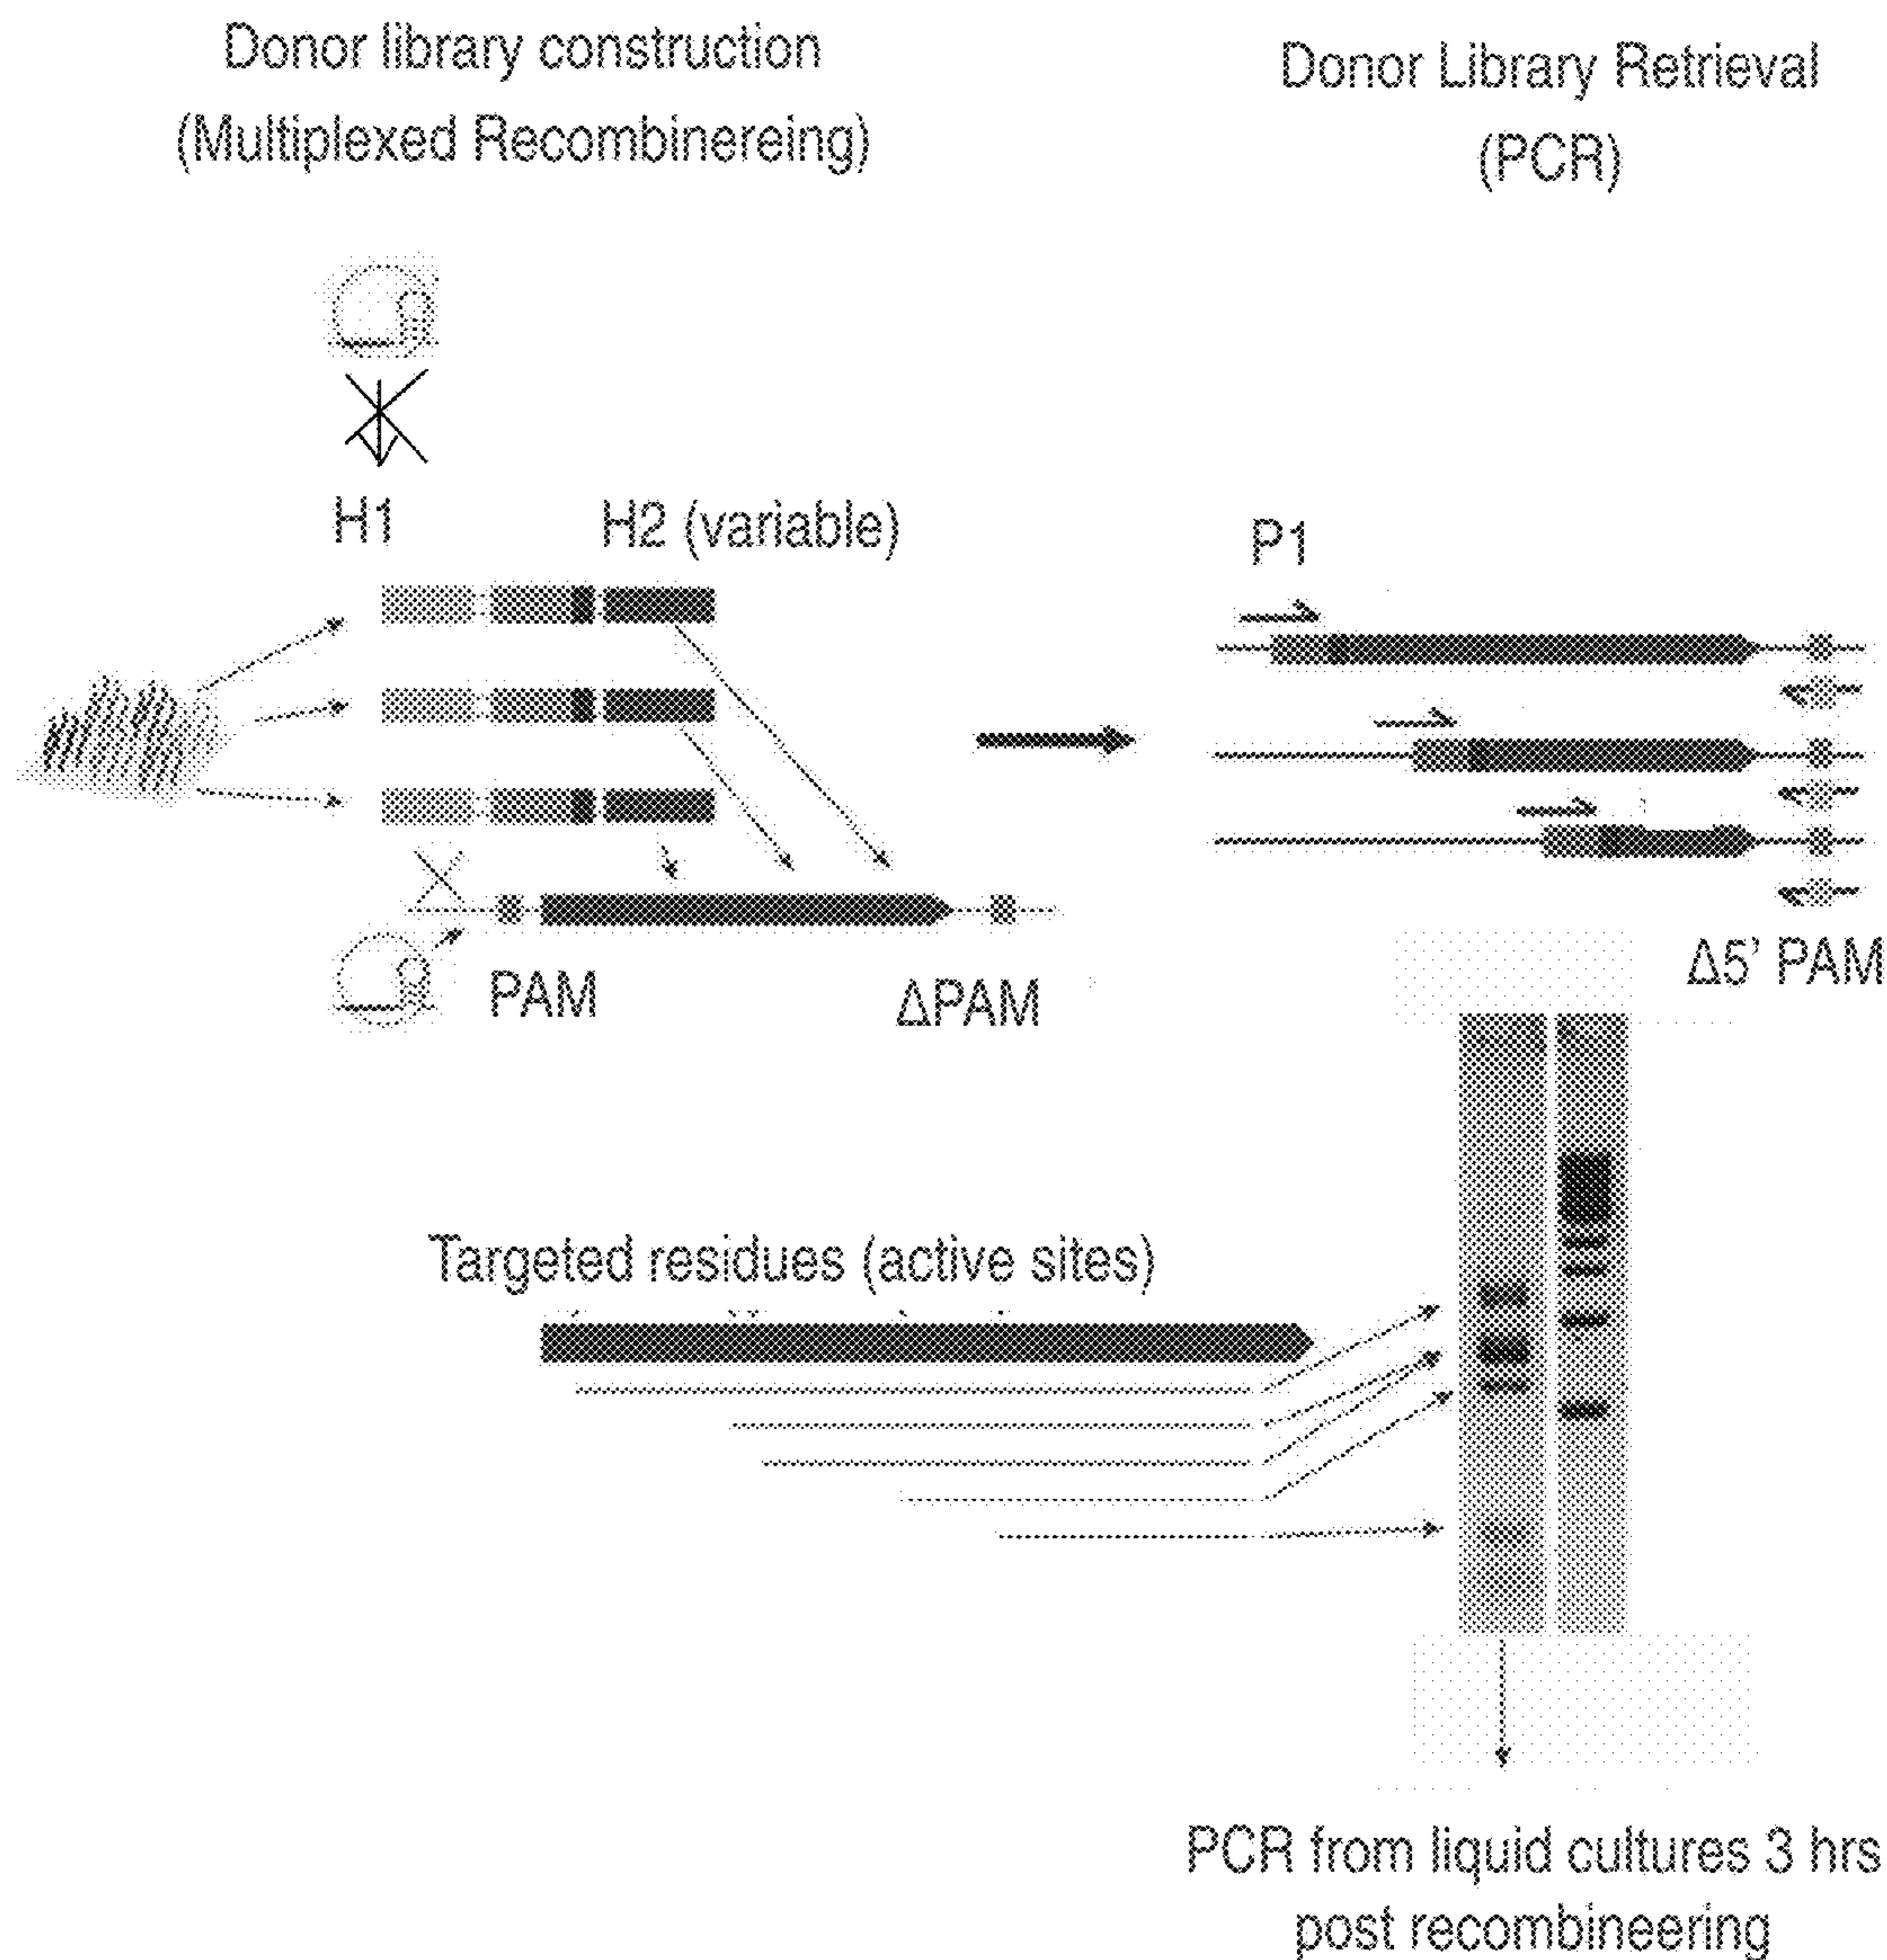 Donor library construction
(Multiplexed Recombinereing)
Donor Library Retrieval
(PCR)
H1
H2 (variable)
P1
PAM
ΔPAM
Δ5' PAM
Targeted residues (active sites)
PCR from liquid cultures 3 hrs
post recombineering